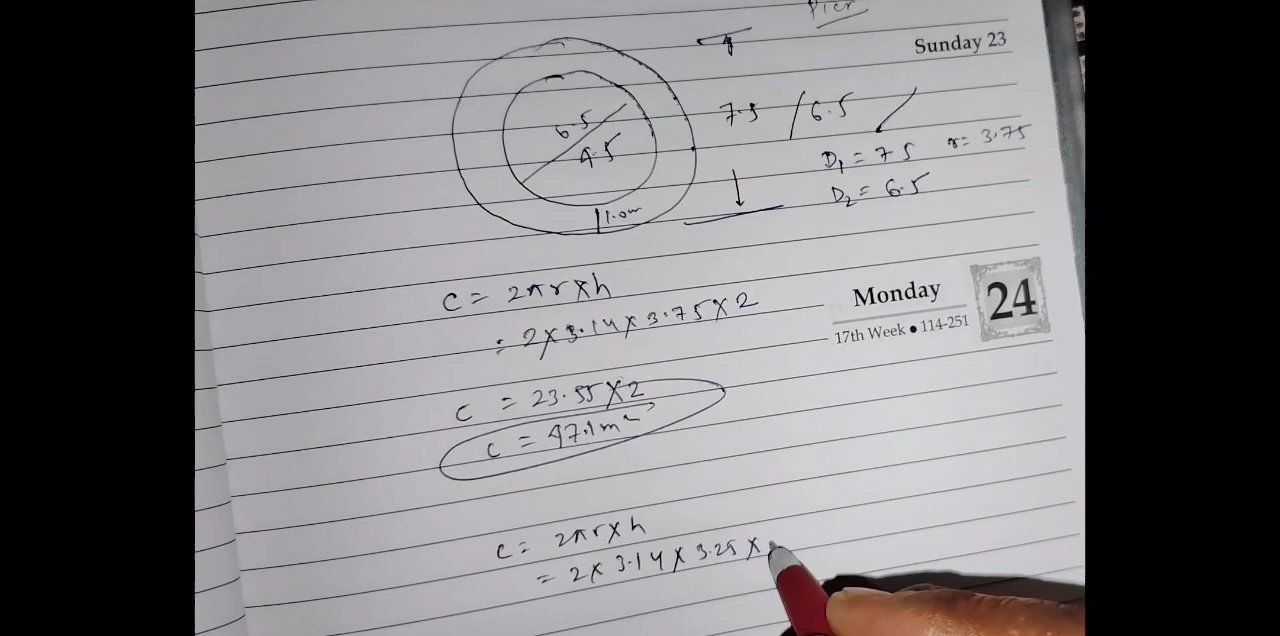 Pier
Sunday 23
6.5
4.5
1.0m
7.5 / 6.5
D1 = 7.5 r= 3.75
D2 = 6.5
Monday 24
17th Week • 114-251
C = 2πr×h
= 2×3.14×3.75×2
C = 23.55×2
C = 47.1m²
C = 2πr×h
= 2×3.14×3.25×